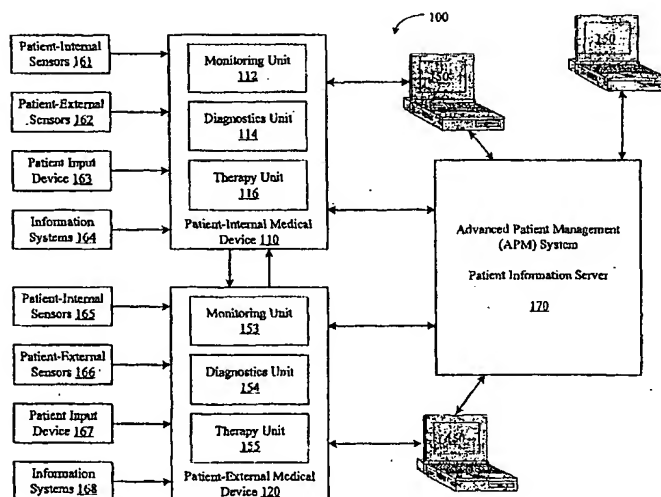 100
Patient-Internal
Sensors 161
Patient-External
Sensors 162
Patient Input
Device 163
Information
Systems 164
Monitoring Unit
112
Diagnostics Unit
114
Therapy Unit
116
Patient-Internal Medical
Device 110
150
150
Advanced Patient Management
(APM) System
Patient Information Server
170
Patient-Internal
Sensors 165
Patient-External
Sensors 166
Patient Input
Device 167
Information
Systems 168
Monitoring Unit
153
Diagnostics Unit
154
Therapy Unit
155
Patient-External Medical
Device 120